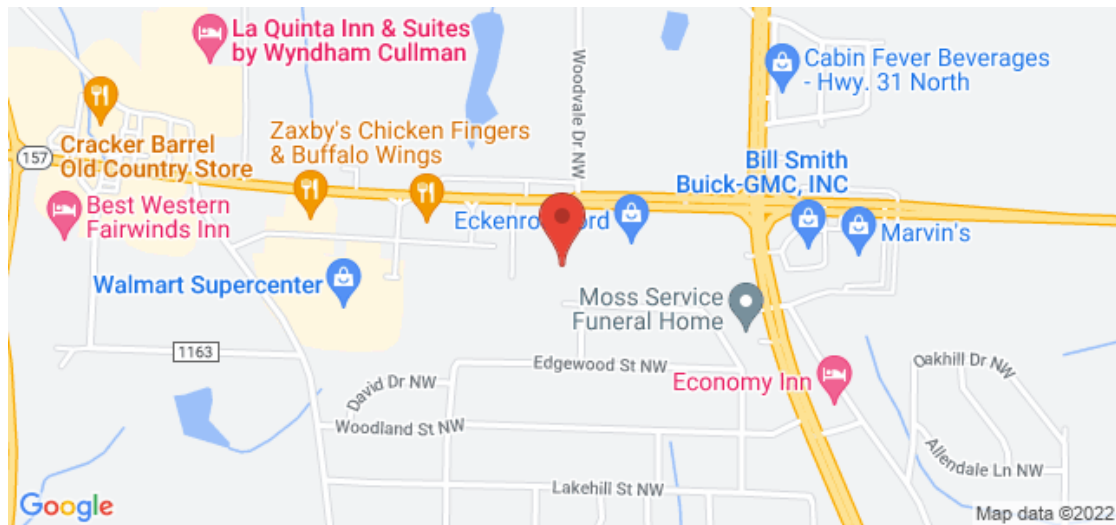 La Quinta Inn & Suites
by Wyndham Cullman
Woodvale Dr NW
Cabin Fever Beverages
- Hwy. 31 North
157
Cracker Barrel
Old Country Store
Zaxby's Chicken Fingers
& Buffalo Wings
Bill Smith
Buick-GMC, INC
Best Western
Fairwinds Inn
Marvin's
Walmart Supercenter
Moss Service
Funeral Home
1163
Edgewood St NW
David Dr NW
Economy Inn
Oakhill Dr NW
Woodland St NW
Allendale Ln NW
Lakehill St NW
Google
Map data ©2022